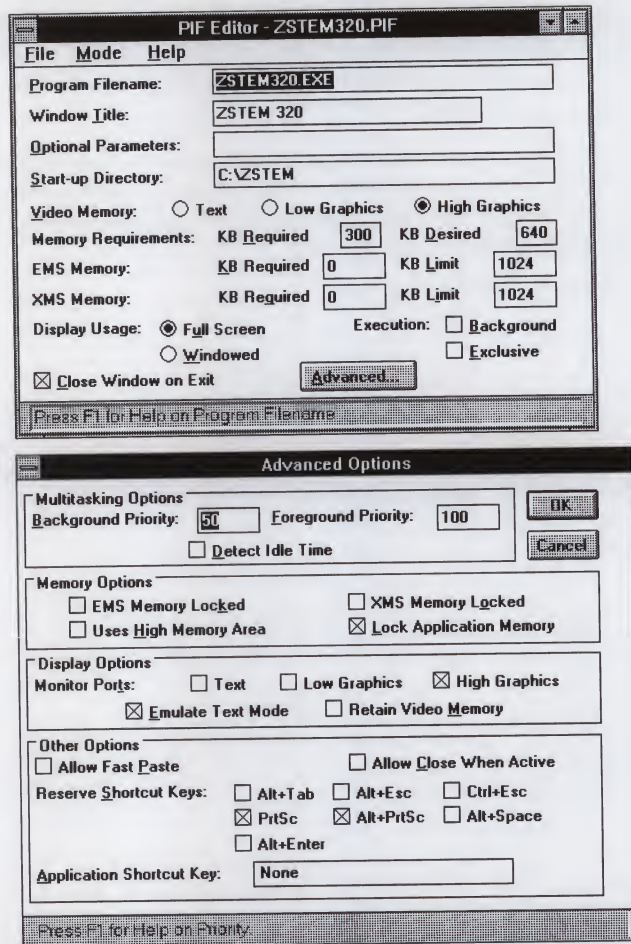 PIF Editor - ZSTEM320.PIF
File Mode Help
Program Filename: ZSTEM320.EXE
Window Title: ZSTEM 320
Optional Parameters:
Start-up Directory: C:\ZSTEM
Video Memory: Text Low Graphics High Graphics
Memory Requirements: KB Required 300 KB Desired 640
EMS Memory: KB Required 0 KB Limit 1024
XMS Memory: KB Required 0 KB Limit 1024
Display Usage: Full Screen Execution: Background
Windowed Exclusive
Close Window on Exit Advanced...
Press F1 for Help on Program Filename
Advanced Options
Multitasking Options
Background Priority: 50 Foreground Priority: 100 OK
Detect Idle Time Cancel
Memory Options
EMS Memory Locked XMS Memory Locked
Uses High Memory Area Lock Application Memory
Display Options
Monitor Ports: Text Low Graphics High Graphics
Emulate Text Mode Retain Video Memory
Other Options
Allow Fast Paste Allow Close When Active
Reserve Shortcut Keys: Alt+Tab Alt+Esc Ctrl+Esc
PrtSc Alt+PrtSc Alt+Space
Alt+Enter
Application Shortcut Key: None
Press F1 for Help on Priority